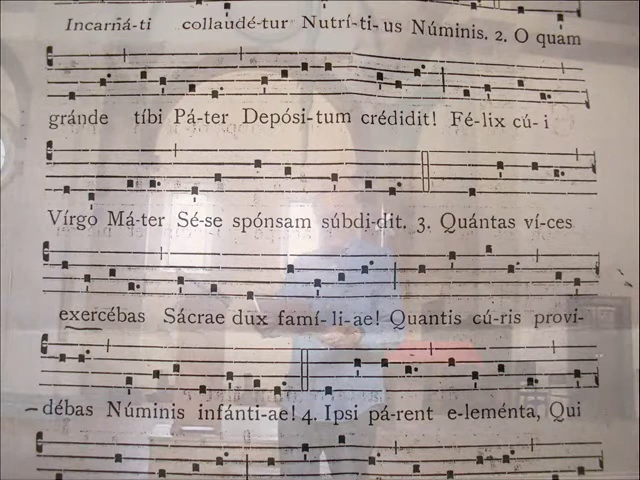 Incarná-ti collaudé-tur Nutrí-ti-us Núminis. 2. O quam
gránde tíbi Pá-ter Depósi-tum crédidit! Fé-lix cú-i
Vírgo Má-ter Sé-se spónsam súbdi-dit. 3. Quántas ví-ces
exercébas Sácrae dux famí-li-ae! Quantis cú-ris provi-
-débas Núminis infánti-ae! 4. Ipsi pá-rent e-leménta, Qui